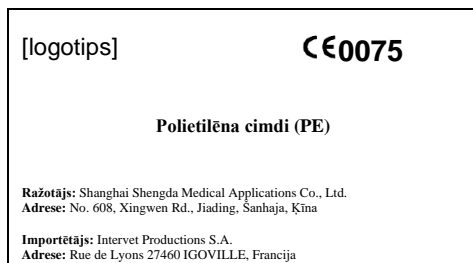 [logotips]
CE0075
Polietilēna cimdi (PE)
Ražotājs: Shanghai Shengda Medical Applications Co., Ltd.
Adrese: No. 608, Xingwen Rd., Jiading, Šanhaja, Ķīna
Importētājs: Intervet Productions S.A.
Adrese: Rue de Lyons 27460 IGOVILLE, Francija